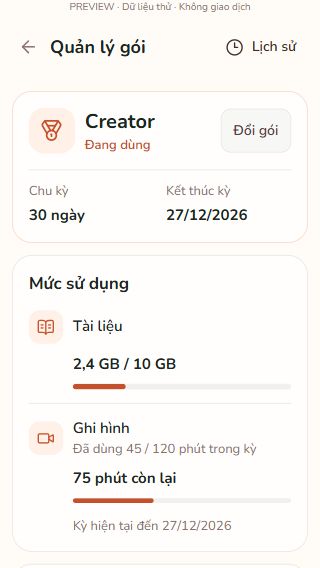 PREVIEW · Dữ liệu thử · Không giao dịch
Quản lý gói
Lịch sử
Creator
Đang dùng
Đổi gói
Chu kỳ
Kết thúc kỳ
30 ngày
27/12/2026
Mức sử dụng
Tài liệu
2,4 GB / 10 GB
Ghi hình
Đã dùng 45 / 120 phút trong kỳ
75 phút còn lại
Kỳ hiện tại đến 27/12/2026